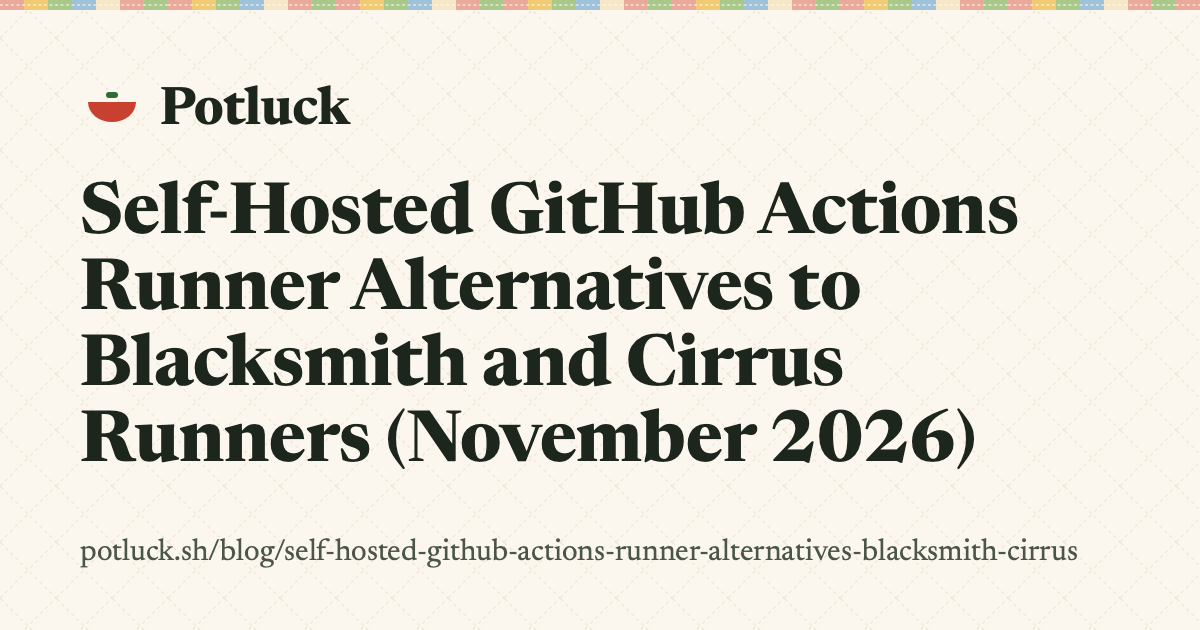 Potluck
Self-Hosted GitHub Actions
Runner Alternatives to
Blacksmith and Cirrus
Runners (November 2026)
potluck.sh/blog/self-hosted-github-actions-runner-alternatives-blacksmith-cirrus